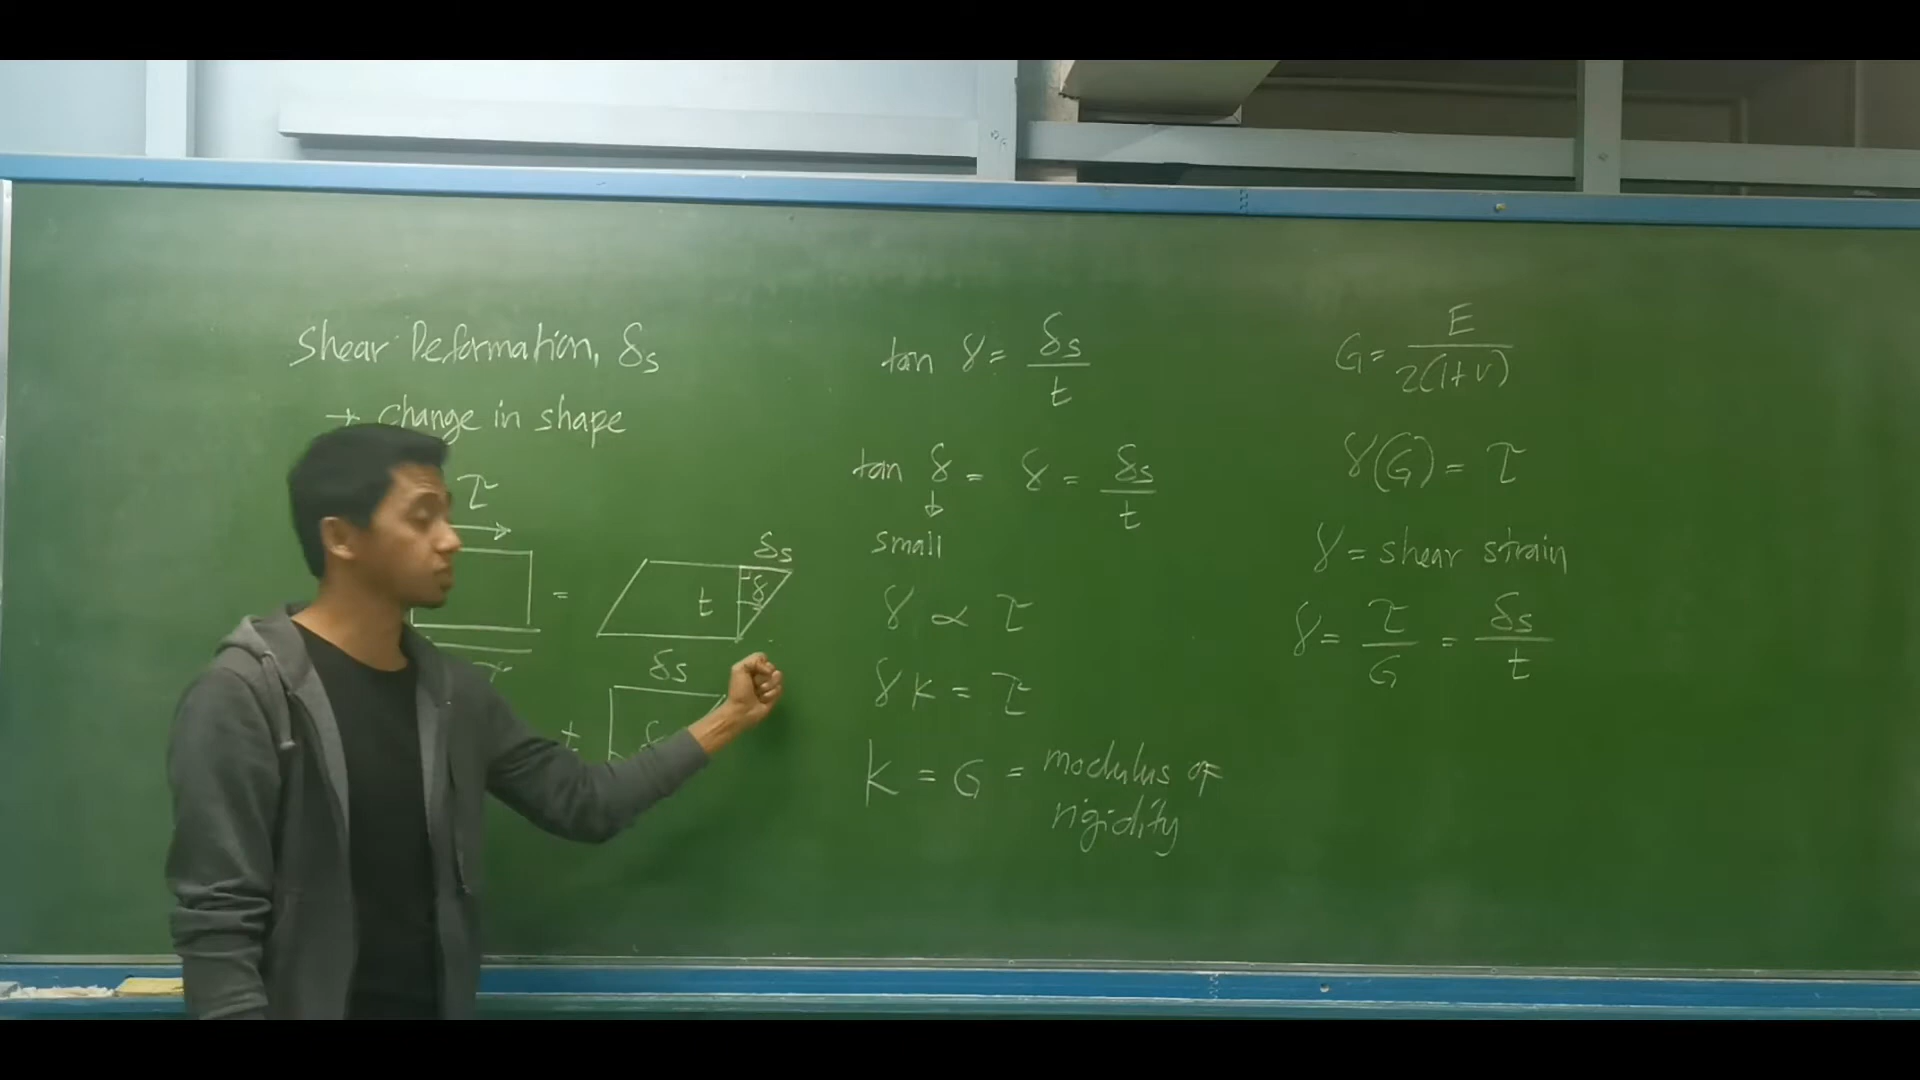 Shear Deformation, δs
→ change in shape
τ
=
δs
t
γ
δs
t
tan γ = δs/t
tan γ = γ = δs/t
↓
small
γ ∝ τ
γ K = τ
K = G = modulus of
rigidity
G = E/2(1+ν)
γ(G) = τ
γ = shear strain
γ = τ/G = δs/t